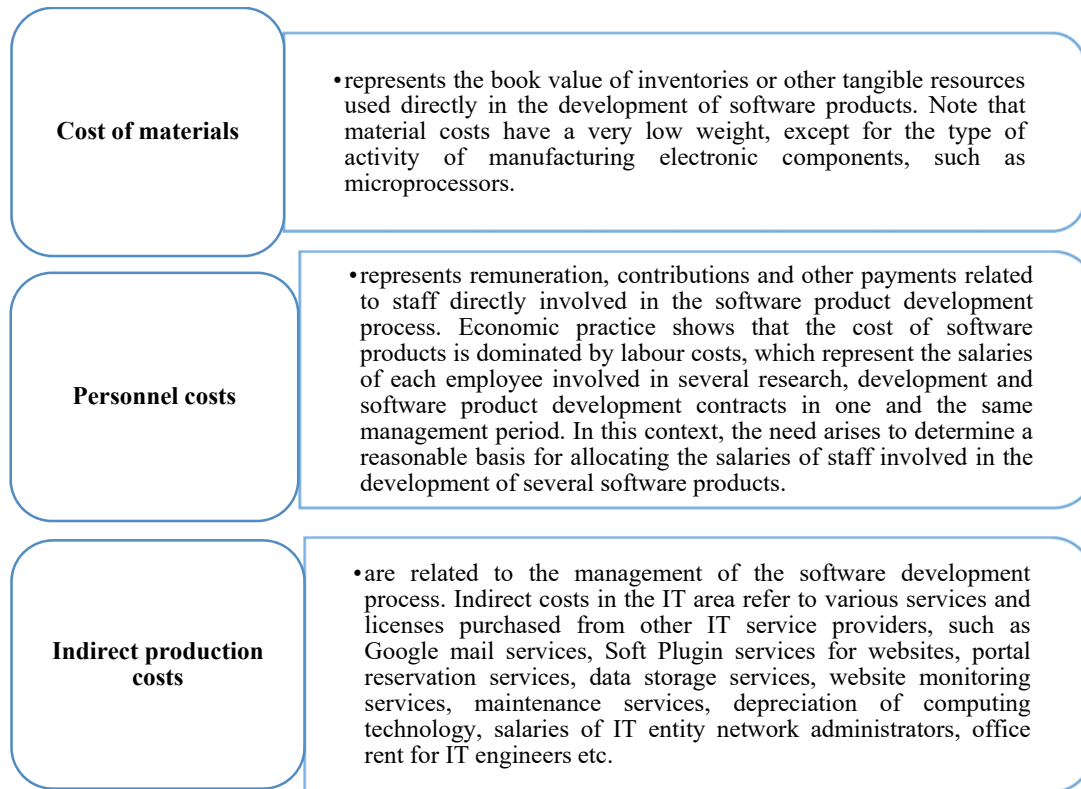 Cost of materials
•represents the book value of inventories or other tangible resources
used directly in the development of software products. Note that
material costs have a very low weight, except for the type of
activity of manufacturing electronic components, such as
microprocessors.
Personnel costs
•represents remuneration, contributions and other payments related
to staff directly involved in the software product development
process. Economic practice shows that the cost of software
products is dominated by labour costs, which represent the salaries
of each employee involved in several research, development and
software product development contracts in one and the same
management period. In this context, the need arises to determine a
reasonable basis for allocating the salaries of staff involved in the
development of several software products.
Indirect production
costs
•are related to the management of the software development
process. Indirect costs in the IT area refer to various services and
licenses purchased from other IT service providers, such as
Google mail services, Soft Plugin services for websites, portal
reservation services, data storage services, website monitoring
services, maintenance services, depreciation of computing
technology, salaries of IT entity network administrators, office
rent for IT engineers etc.